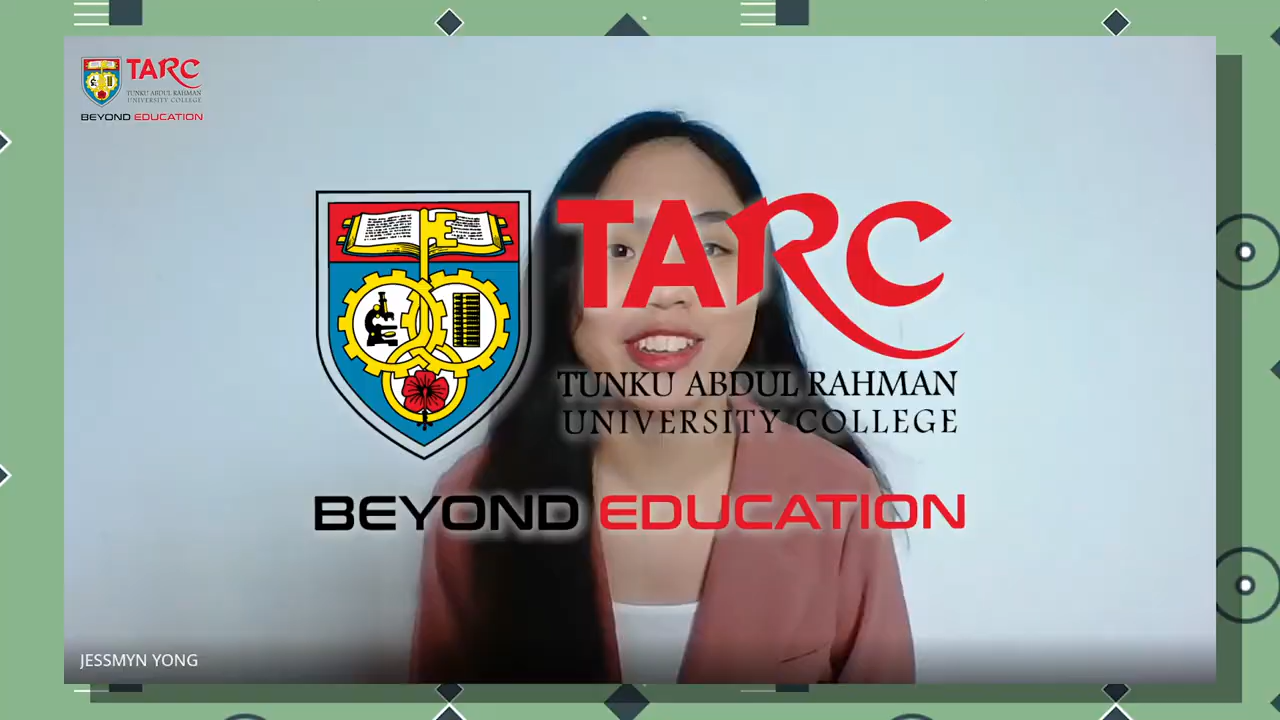 TARC
TUNKU ABDUL RAHMAN
UNIVERSITY COLLEGE
BEYOND EDUCATION
TARC
TUNKU ABDUL RAHMAN
UNIVERSITY COLLEGE
BEYOND EDUCATION
JESSMYN YONG